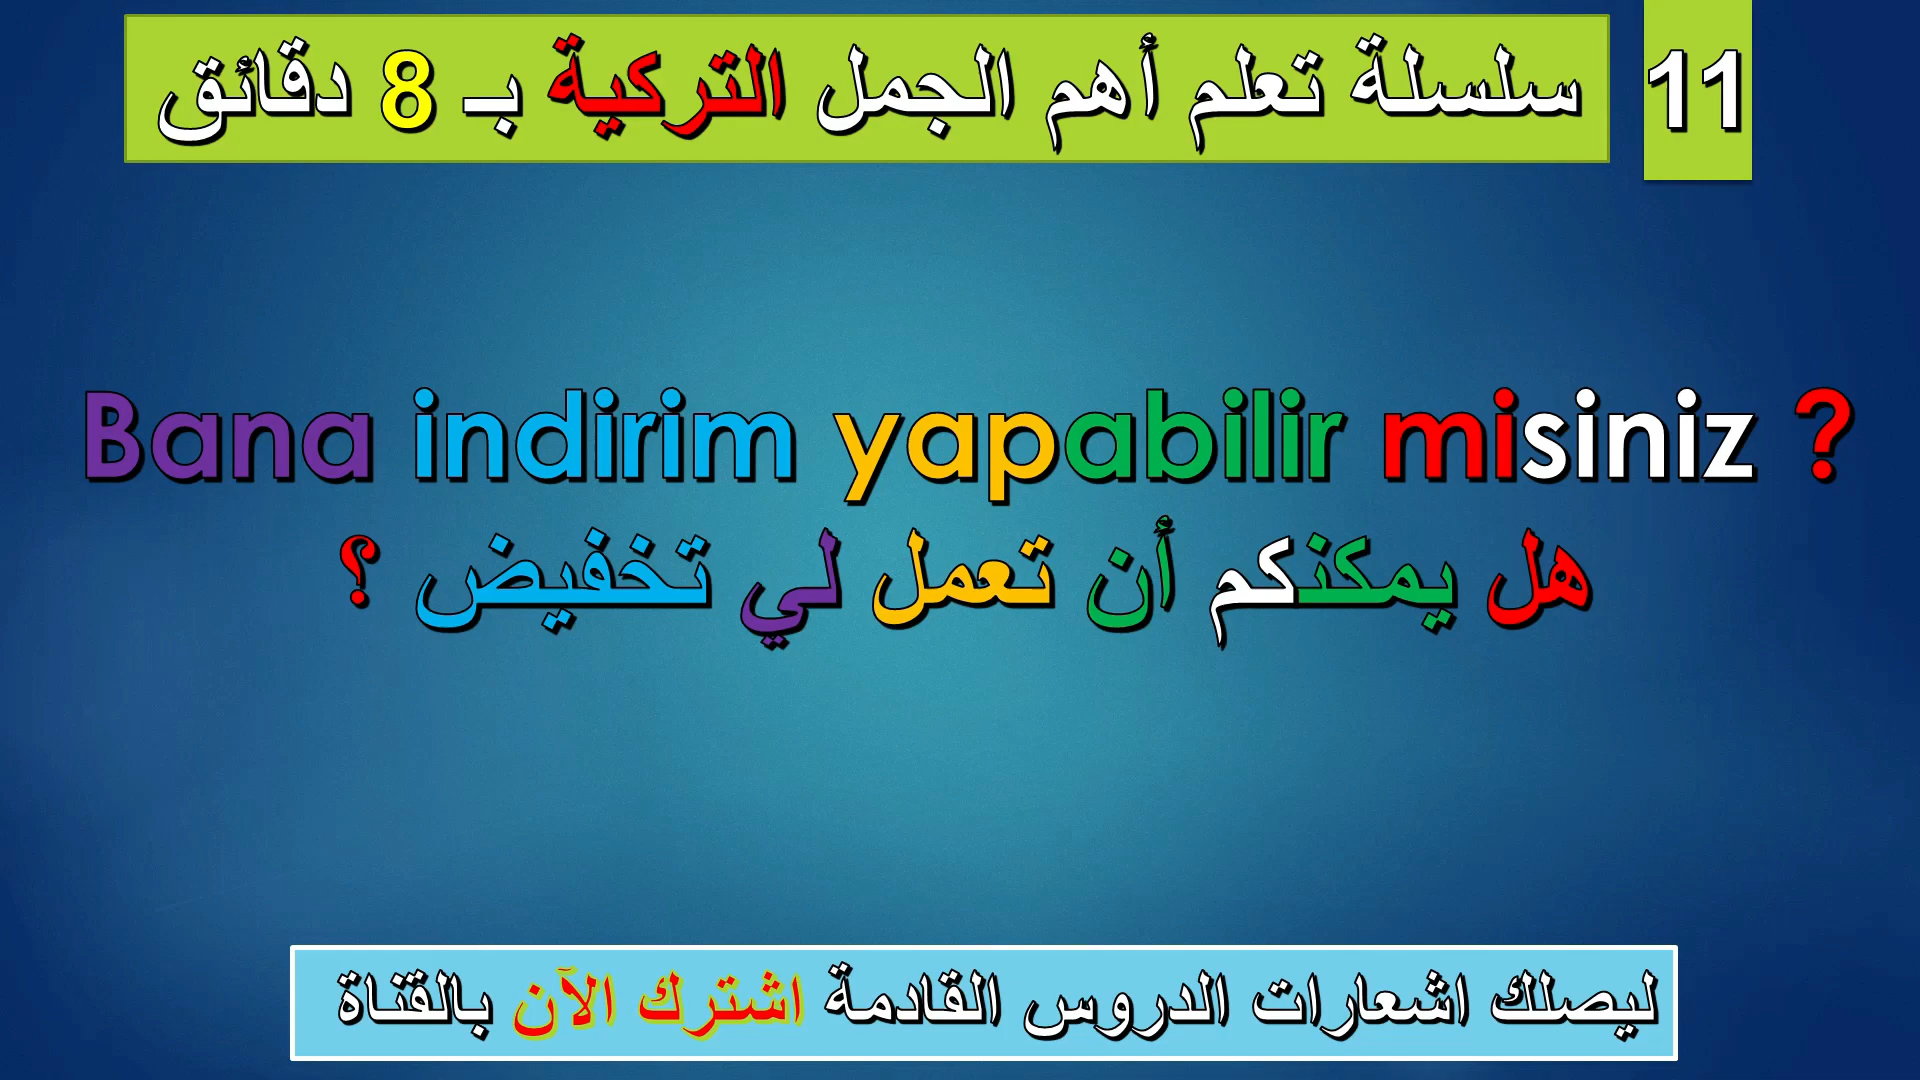 11
سلسلة تعلم أهم الجمل التركية بـ 8 دقائق
Bana indirim yapabilir misiniz ?
هل يمكنكم أن تعمل لي تخفيض ؟
ليصلك اشعارات الدروس القادمة اشترك الآن بالقناة